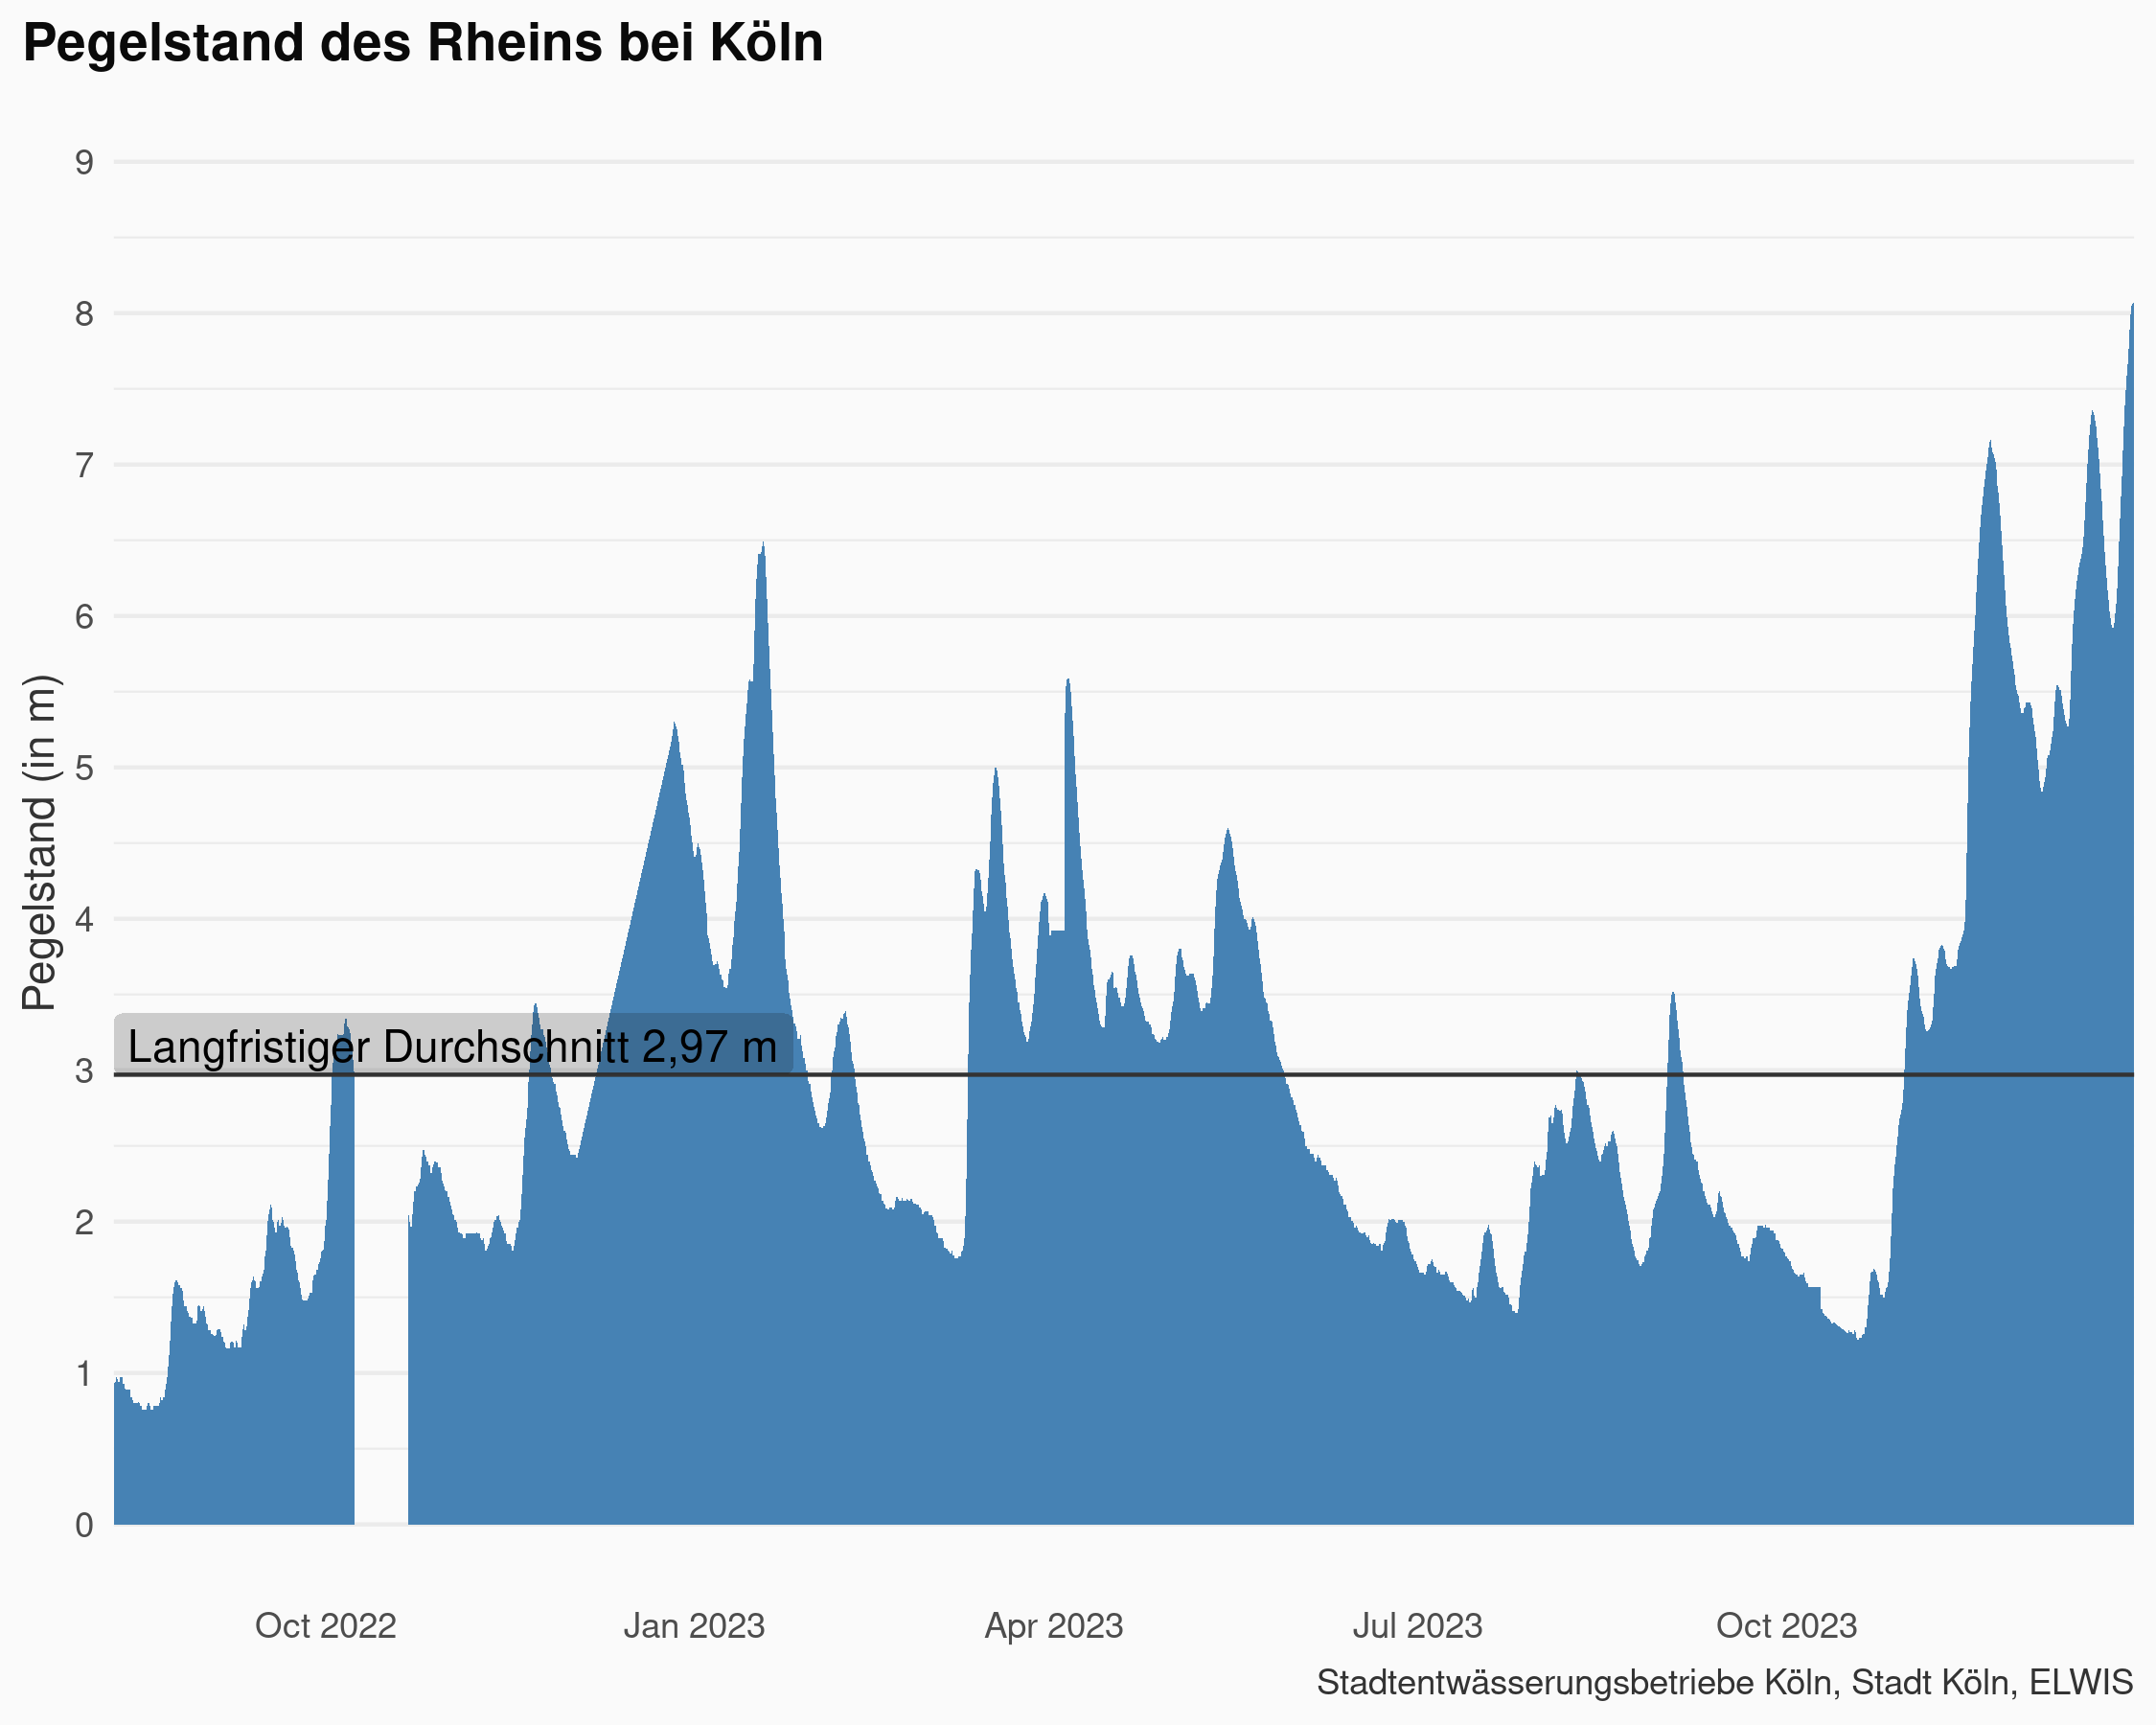 Pegelstand des Rheins bei Köln
9
8
7
6
5
4
3
2
1
0
Pegelstand (in m)
Langfristiger Durchschnitt 2,97 m
Oct 2022
Jan 2023
Apr 2023
Jul 2023
Oct 2023
Stadtentwässerungsbetriebe Köln, Stadt Köln, ELWIS